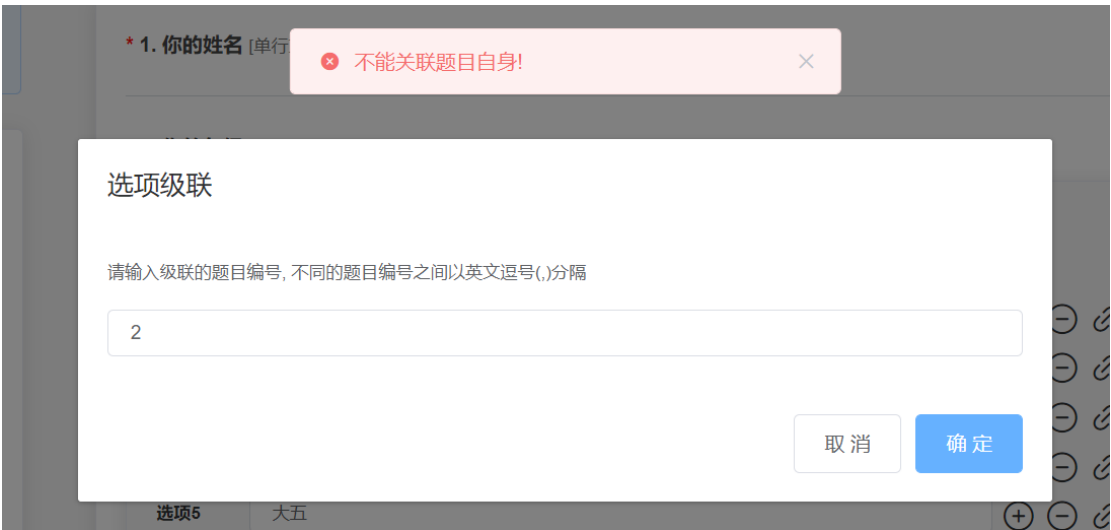 * 1. 你的姓名 [单行
不能关联题目自身!
选项级联
请输入级联的题目编号, 不同的题目编号之间以英文逗号(,)分隔
2
取 消
确 定
选项5
大五